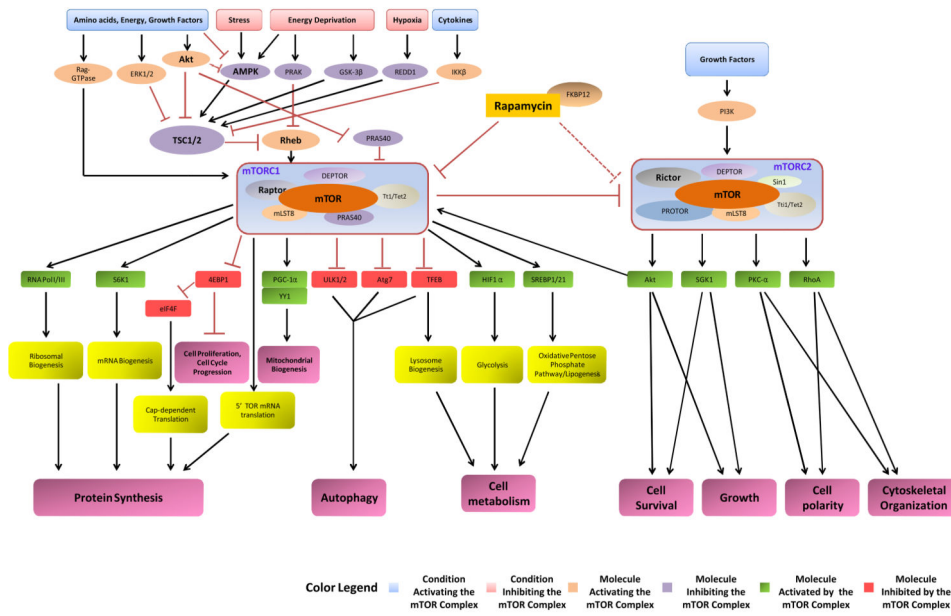 Amino acids, Energy, Growth Factors
Stress
Energy Deprivation
Hypoxia
Cytokines
Growth Factors
Rag-
GTPase
ERK1/2
Akt
AMPK
PRAK
GSK-3β
REDD1
IKKβ
Rapamycin
FKBP12
PI3K
TSC1/2
Rheb
PRAS40
mTORC1
DEPTOR
Raptor
mTOR
Tti1/Tet2
mLST8
PRAS40
mTORC2
DEPTOR
Rictor
Sin1
mTOR
Tti1/Tet2
PROTOR
mLST8
RNA Pol I/III
S6K1
4EBP1
PGC-1α
ULK1/2
Atg7
TFEB
HIF1 α
SREBP1/21
Akt
SGK1
PKC-α
RhoA
YY1
eIF4F
Ribosomal
Biogenesis
mRNA Biogenesis
Cell Proliferation,
Cell Cycle
Progression
Mitochondrial
Biogenesis
Lysosome
Biogenesis
Glycolysis
Oxidative Pentose
Phosphate
Pathway/Lipogenesis
Cap-dependent
Translation
5' TOR mRNA
translation
Protein Synthesis
Autophagy
Cell
metabolism
Cell
Survival
Growth
Cell
polarity
Cytoskeletal
Organization
Color Legend
Condition
Activating the
mTOR Complex
Condition
Inhibiting the
mTOR Complex
Molecule
Activating the
mTOR Complex
Molecule
Inhibiting the
mTOR Complex
Molecule
Activated by the
mTOR Complex
Molecule
Inhibited by the
mTOR Complex